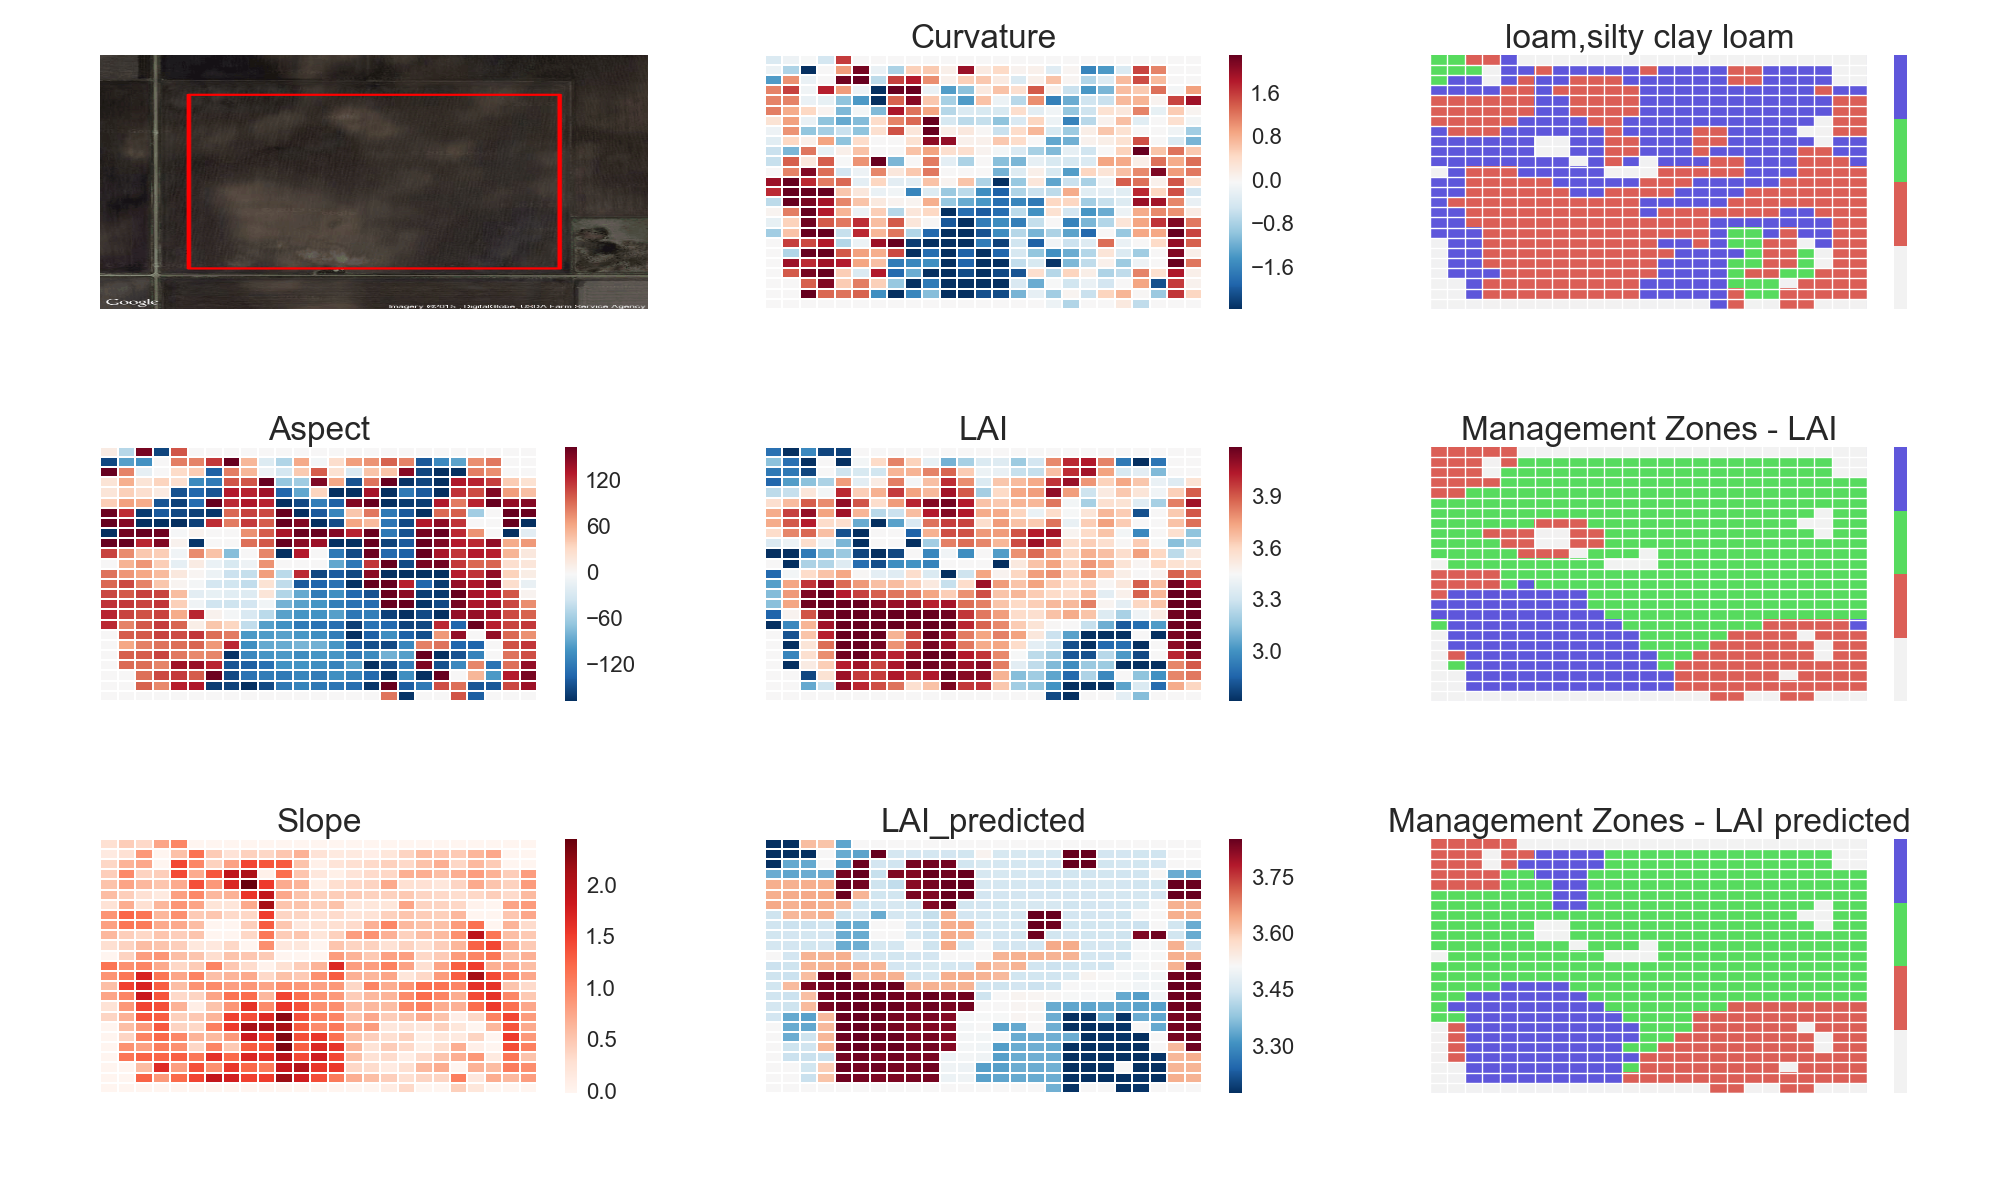 Curvature
loam,silty clay loam
Google
Imagery ©2015 , DigitalGlobe, USDA Farm Service Agency
1.6
0.8
0.0
−0.8
−1.6
Aspect
LAI
Management Zones - LAI
120
60
0
−60
−120
3.9
3.6
3.3
3.0
Slope
LAI_predicted
Management Zones - LAI predicted
2.0
1.5
1.0
0.5
0.0
3.75
3.60
3.45
3.30